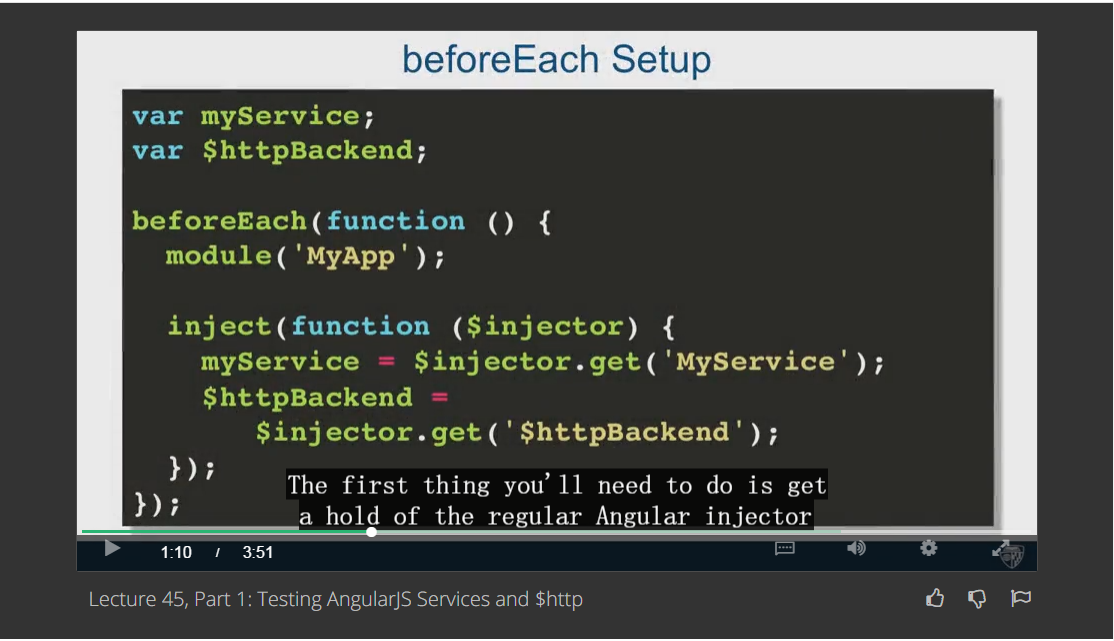 beforeEach Setup
var myService;
var $httpBackend;
beforeEach(function () {
module('MyApp');
inject(function ($injector) {
myService = $injector.get('MyService');
$httpBackend =
$injector.get('$httpBackend');
});
});
The first thing you'll need to do is get
a hold of the regular Angular injector
1:10 / 3:51
Lecture 45, Part 1: Testing AngularJS Services and $http